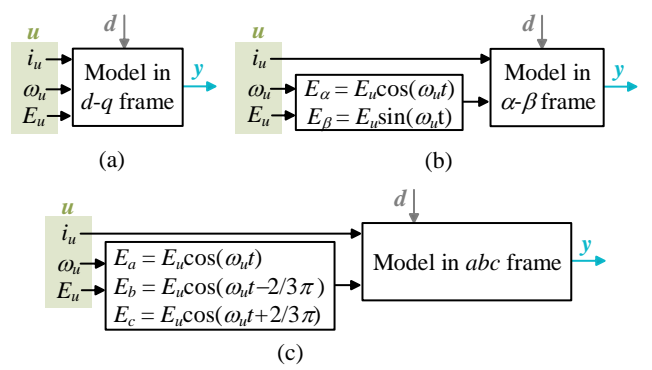 d
u
i_u
ω_u
E_u
Model in
d-q frame
y
(a)
d
u
i_u
ω_u
E_u
E_α = E_u cos(ω_u t)
E_β = E_u sin(ω_u t)
Model in
α-β frame
y
(b)
d
u
i_u
ω_u
E_u
E_a = E_u cos(ω_u t)
E_b = E_u cos(ω_u t−2/3π)
E_c = E_u cos(ω_u t+2/3π)
Model in abc frame
y
(c)